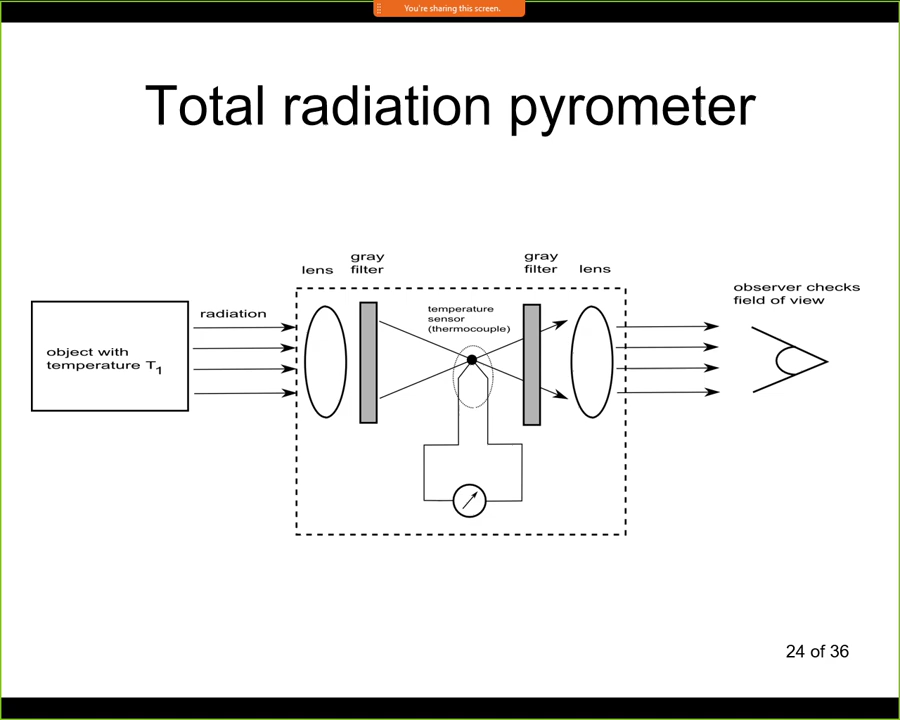 You're sharing this screen.
Total radiation pyrometer
lens
gray
filter
gray
filter
lens
observer checks
field of view
radiation
temperature
sensor
(thermocouple)
object with
temperature T1
24 of 36